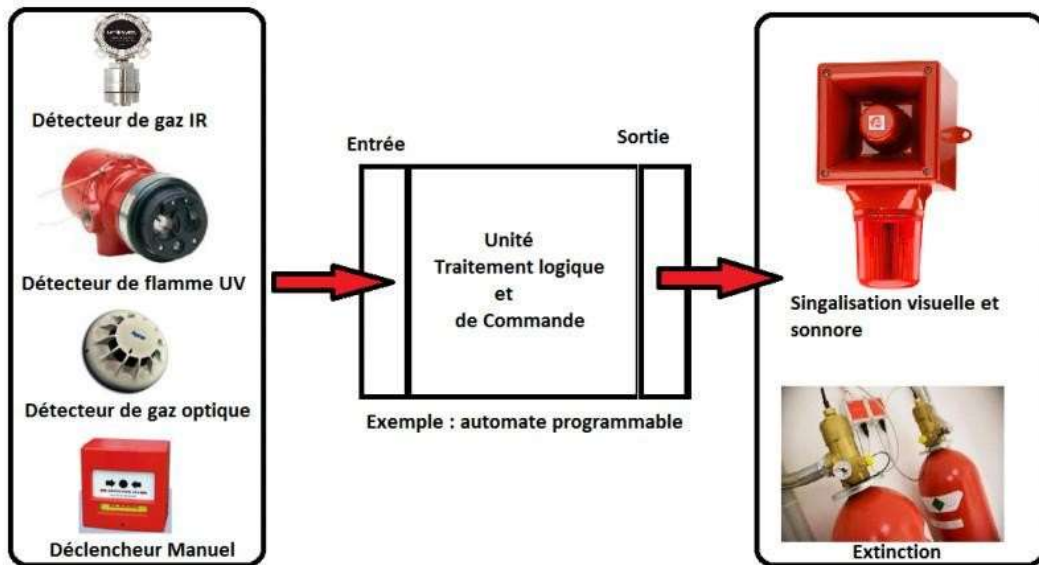 Détecteur de gaz IR
Détecteur de flamme UV
Détecteur de gaz optique
Déclencheur Manuel
Entrée
Sortie
Unité
Traitement logique
et
de Commande
Exemple : automate programmable
Singalisation visuelle et
sonnore
Extinction